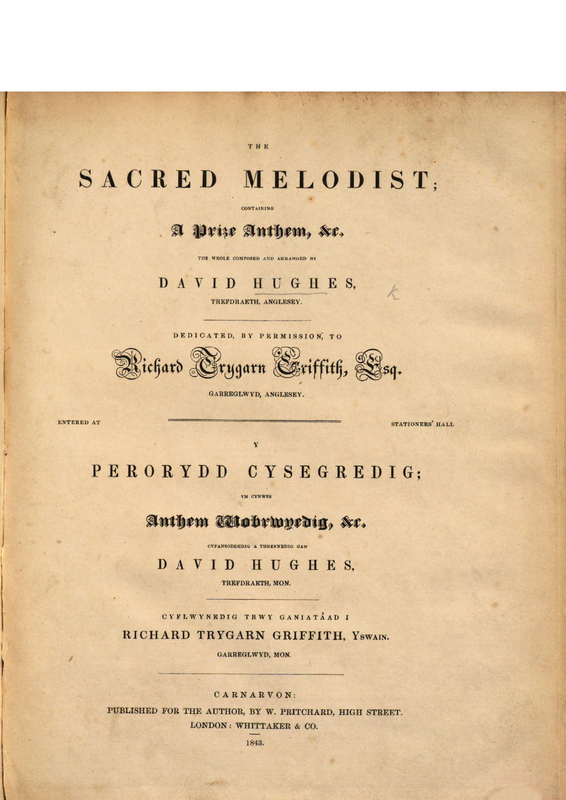 THE
SACRED MELODIST;
CONTAINING
A Prize Anthem, &c.
THE WHOLE COMPOSED AND ARRANGED BY
DAVID HUGHES,
TREFDRAETH, ANGLESEY.
k
DEDICATED, BY PERMISSION, TO
Richard Trygarn Griffith, Esq.
GARREGLWYD, ANGLESEY.
ENTERED AT STATIONERS' HALL
Y
PERORYDD CYSEGREDIG;
YM CYNWYS
Anthem Wobrwyedig, &c.
CYFANSODDEDIG A THREFNEDIG GAN
DAVID HUGHES,
TREFDRAETH, MON.
CYFLWYNEDIG TRWY GANIATÂAD I
RICHARD TRYGARN GRIFFITH, YSWAIN.
GARREGLWYD, MON.
CARNARVON:
PUBLISHED FOR THE AUTHOR, BY W. PRITCHARD, HIGH STREET.
LONDON: WHITTAKER & CO.
1843.